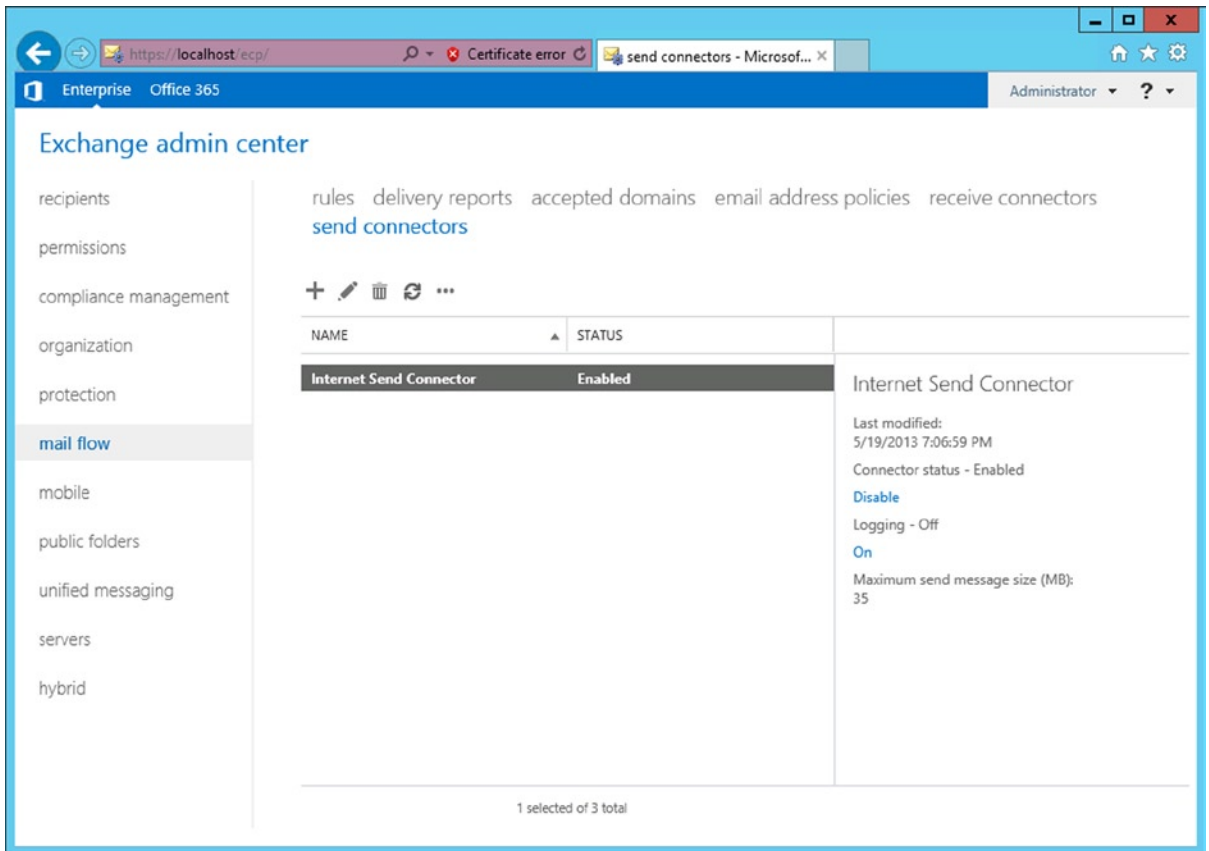 x
https://localhost/ecp/ Certificate error send connectors - Microsof... ×
Enterprise Office 365 Administrator ?
Exchange admin center
rules delivery reports accepted domains email address policies receive connectors
send connectors
recipients
permissions
compliance management
organization
protection
mail flow
mobile
public folders
unified messaging
servers
hybrid
NAME STATUS
Internet Send Connector Enabled
Internet Send Connector
Last modified:
5/19/2013 7:06:59 PM
Connector status - Enabled
Disable
Logging - Off
On
Maximum send message size (MB):
35
1 selected of 3 total